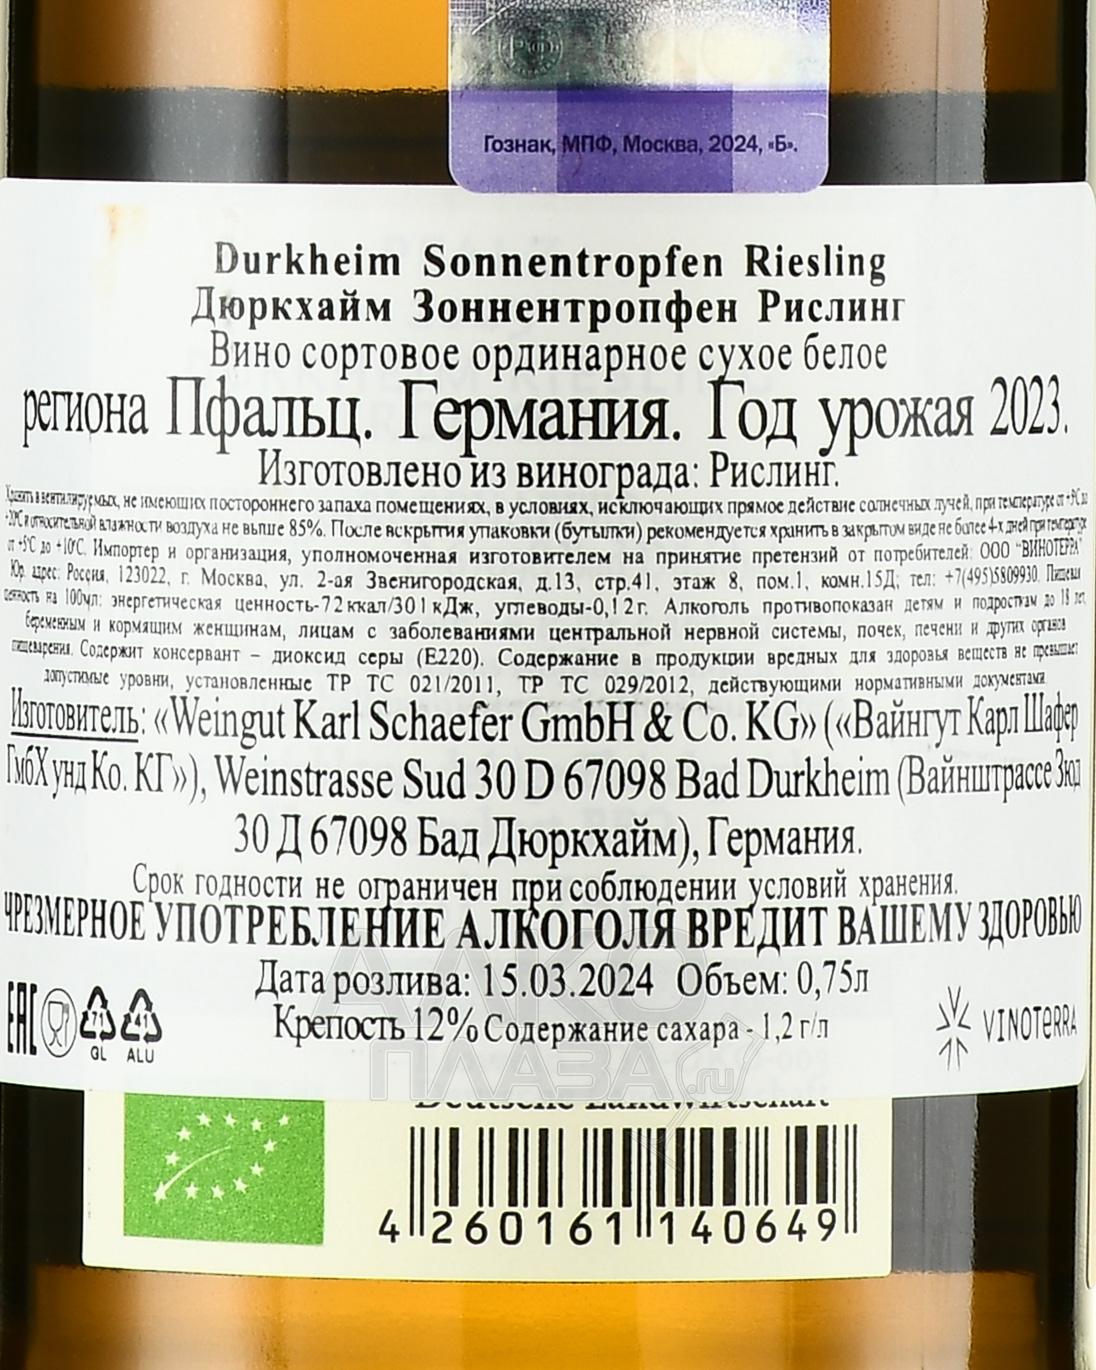 РФ
Гознак, МПФ, Москва, 2024, «Б».
Durkheim Sonnentropfen Riesling
Дюркхайм Зоннентропфен Рислинг
Вино сортовое ординарное сухое белое
региона Пфальц. Германия. Год урожая 2023.
Изготовлено из винограда: Рислинг.
Хранить в вентилируемых, не имеющих постороннего запаха помещениях, в условиях, исключающих прямое действие солнечных лучей, при температуре от +5°С до
+20°С и относительной влажности воздуха не выше 85%. После вскрытия упаковки (бутылки) рекомендуется хранить в закрытом виде не более 4-х дней при температуре
от +5°С до +10°С. Импортер и организация, уполномоченная изготовителем на принятие претензий от потребителей: ООО "ВИНОТЕРРА"
Юр. адрес: Россия, 123022, г. Москва, ул. 2-ая Звенигородская, д.13, стр.41, этаж 8, пом.1, комн.15Д; тел: +7(495)5809930. Пищевая
ценность на 100мл: энергетическая ценность-72ккал/301кДж, углеводы-0,12г. Алкоголь противопоказан детям и подросткам до 18 лет,
беременным и кормящим женщинам, лицам с заболеваниями центральной нервной системы, почек, печени и других органов
пищеварения. Содержит консервант – диоксид серы (Е220). Содержание в продукции вредных для здоровья веществ не превышает
допустимые уровни, установленные ТР ТС 021/2011, ТР ТС 029/2012, действующими нормативными документами.
Изготовитель: «Weingut Karl Schaefer GmbH & Co. KG» («Вайнгут Карл Шафер
ГмбХ унд Ко. КГ»), Weinstrasse Sud 30 D 67098 Bad Durkheim (Вайнштрассе Зюд
30 Д 67098 Бад Дюркхайм), Германия.
Срок годности не ограничен при соблюдении условий хранения.
ЧРЕЗМЕРНОЕ УПОТРЕБЛЕНИЕ АЛКОГОЛЯ ВРЕДИТ ВАШЕМУ ЗДОРОВЬЮ
Дата розлива: 15.03.2024 Объем: 0,75л
Крепость 12% Содержание сахара - 1,2 г/л
EAC 71 GL 41 ALU
VINOTERRA
АЛКО
ПЛАЗА.ru
Deutsche Landwirtschaft
4 260161 140649